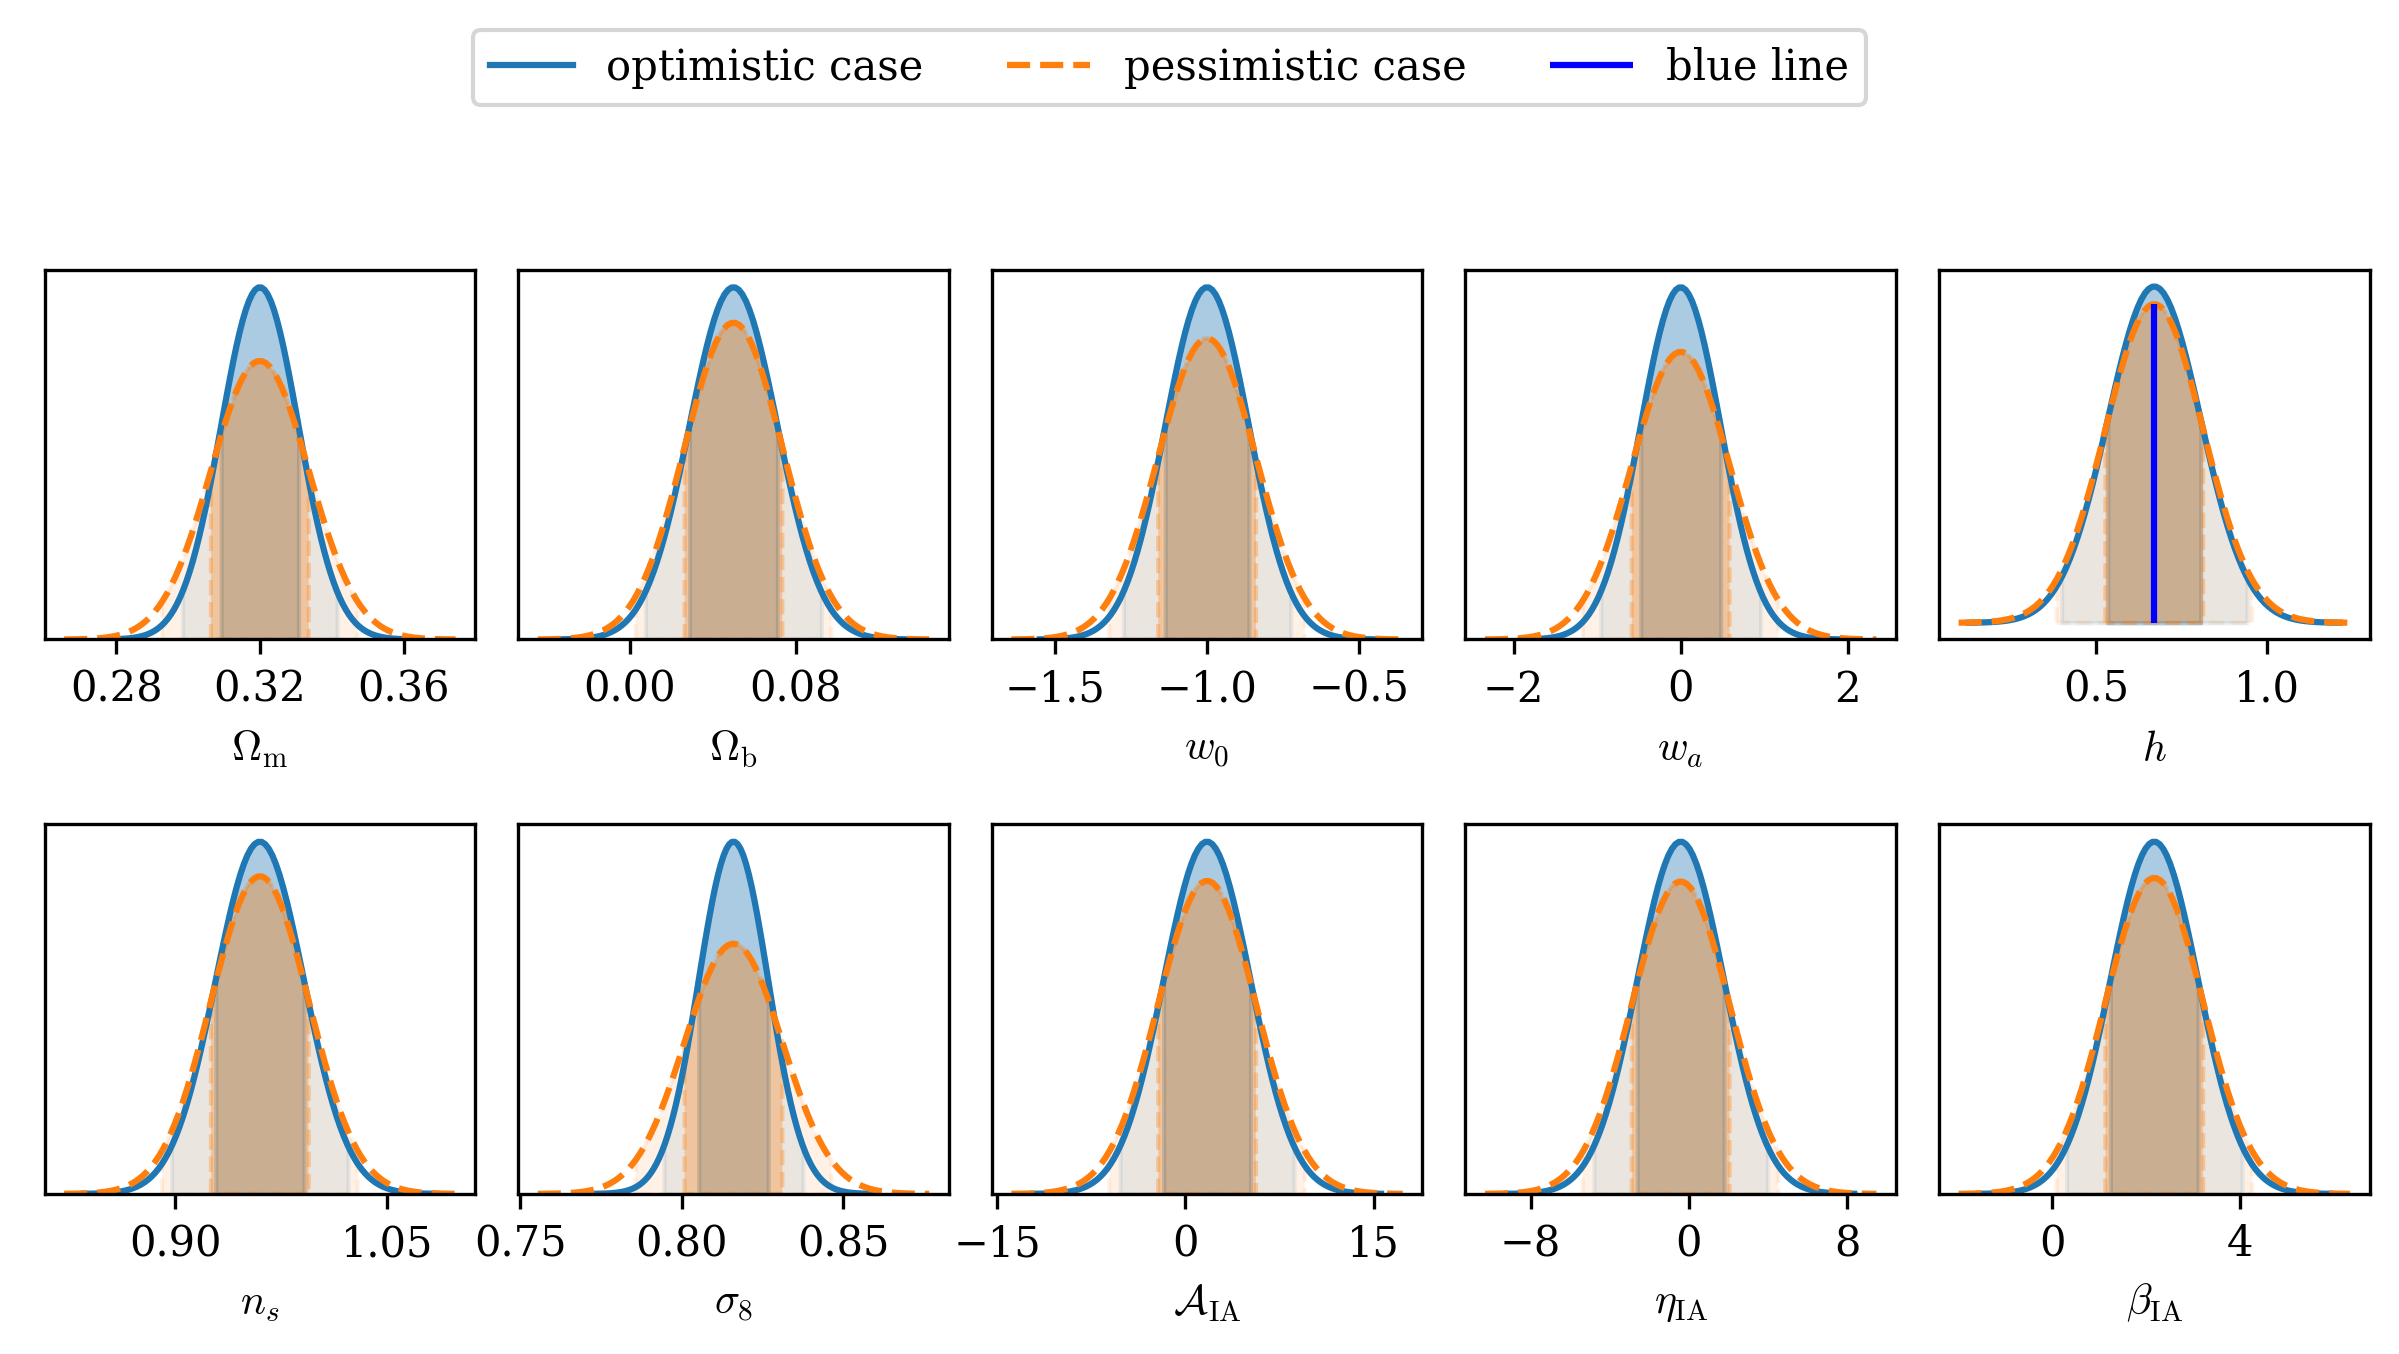 optimistic case pessimistic case blue line
0.28 0.32 0.36 0.00 0.08 −1.5 −1.0 −0.5 −2 0 2 0.5 1.0
Ωm Ωb w0 wa h
0.90 1.05 0.75 0.80 0.85 −15 0 15 −8 0 8 0 4
ns σ8 𝒜IA ηIA βIA